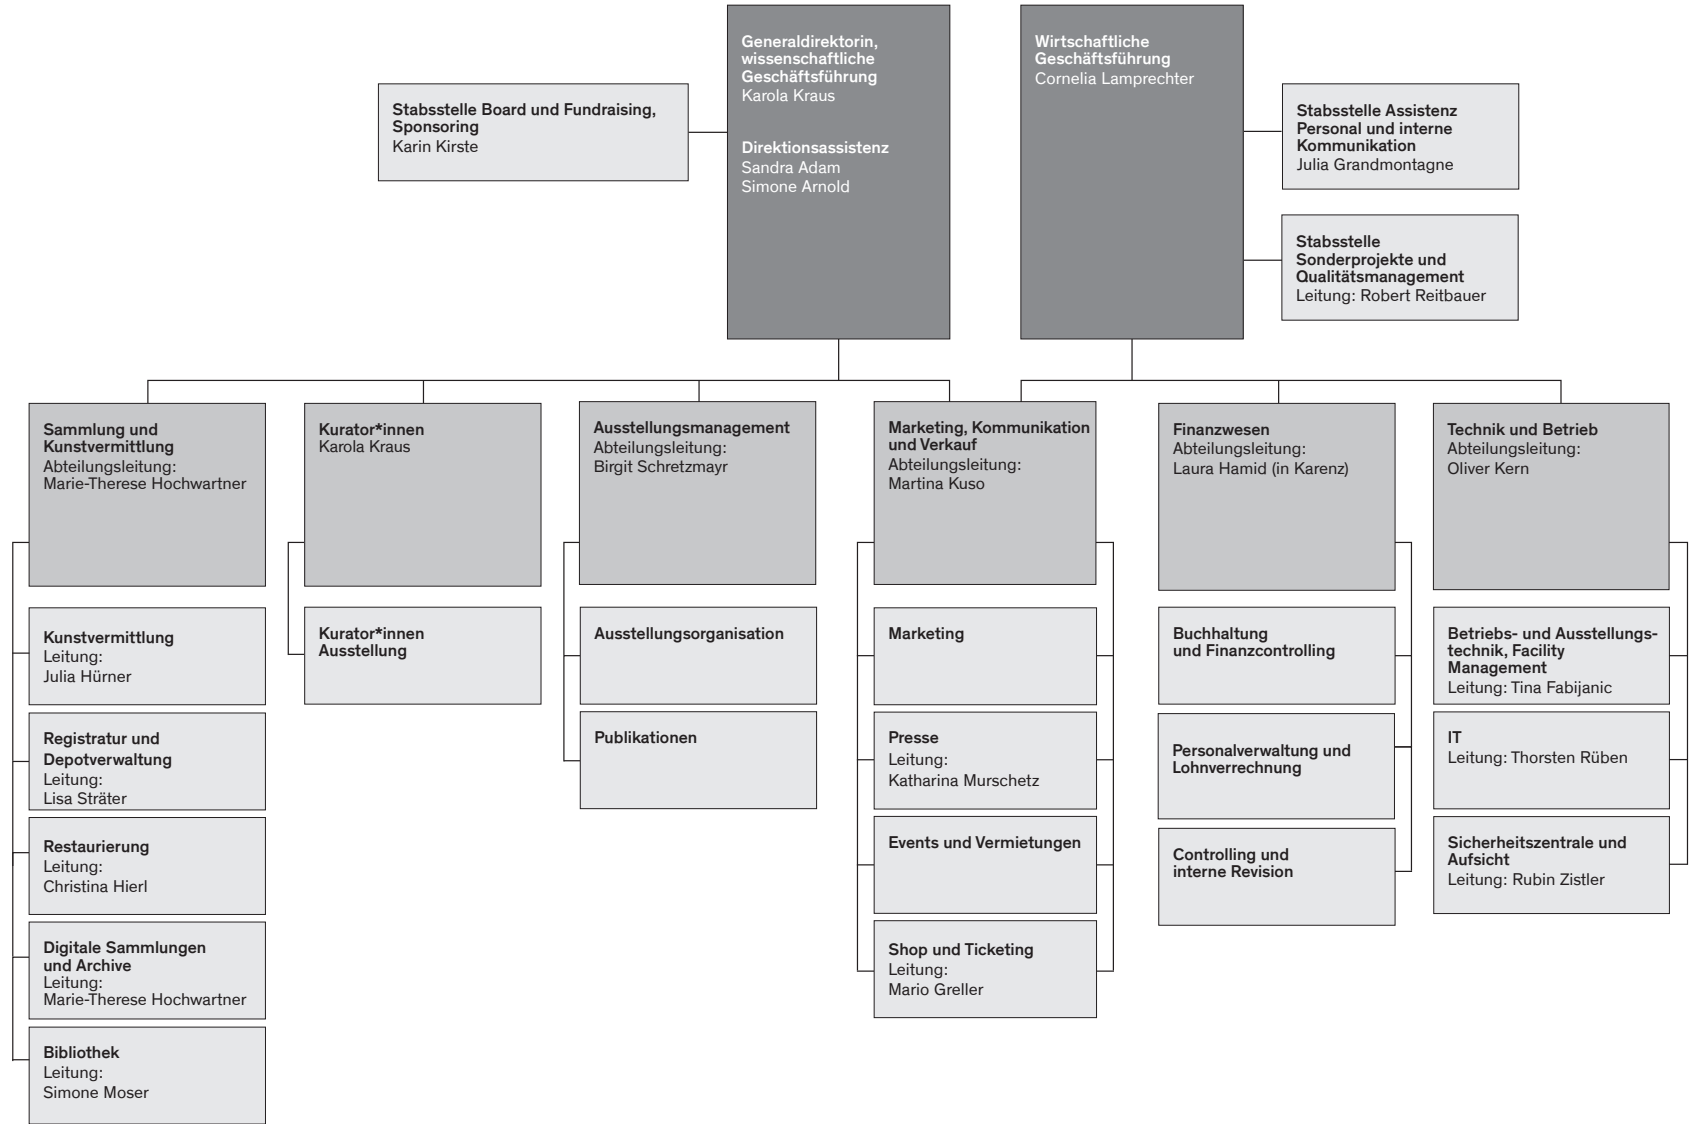 Generaldirektorin,
wissenschaftliche
Geschäftsführung
Karola Kraus
Direktionsassistenz
Sandra Adam
Simone Arnold
Wirtschaftliche
Geschäftsführung
Cornelia Lamprechter
Stabsstelle Board und Fundraising,
Sponsoring
Karin Kirste
Stabsstelle Assistenz
Personal und interne
Kommunikation
Julia Grandmontagne
Stabsstelle
Sonderprojekte und
Qualitätsmanagement
Leitung: Robert Reitbauer
Sammlung und
Kunstvermittlung
Abteilungsleitung:
Marie-Therese Hochwartner
Kurator*innen
Karola Kraus
Ausstellungsmanagement
Abteilungsleitung:
Birgit Schretzmayr
Marketing, Kommunikation
und Verkauf
Abteilungsleitung:
Martina Kuso
Finanzwesen
Abteilungsleitung:
Laura Hamid (in Karenz)
Technik und Betrieb
Abteilungsleitung:
Oliver Kern
Kunstvermittlung
Leitung:
Julia Hürner
Registratur und
Depotverwaltung
Leitung:
Lisa Sträter
Restaurierung
Leitung:
Christina Hierl
Digitale Sammlungen
und Archive
Leitung:
Marie-Therese Hochwartner
Bibliothek
Leitung:
Simone Moser
Kurator*innen
Ausstellung
Ausstellungsorganisation
Publikationen
Marketing
Presse
Leitung:
Katharina Murschetz
Events und Vermietungen
Shop und Ticketing
Leitung:
Mario Greller
Buchhaltung
und Finanzcontrolling
Personalverwaltung und
Lohnverrechnung
Controlling und
interne Revision
Betriebs- und Ausstellungs-
technik, Facility
Management
Leitung: Tina Fabijanic
IT
Leitung: Thorsten Rüben
Sicherheitszentrale und
Aufsicht
Leitung: Rubin Zistler